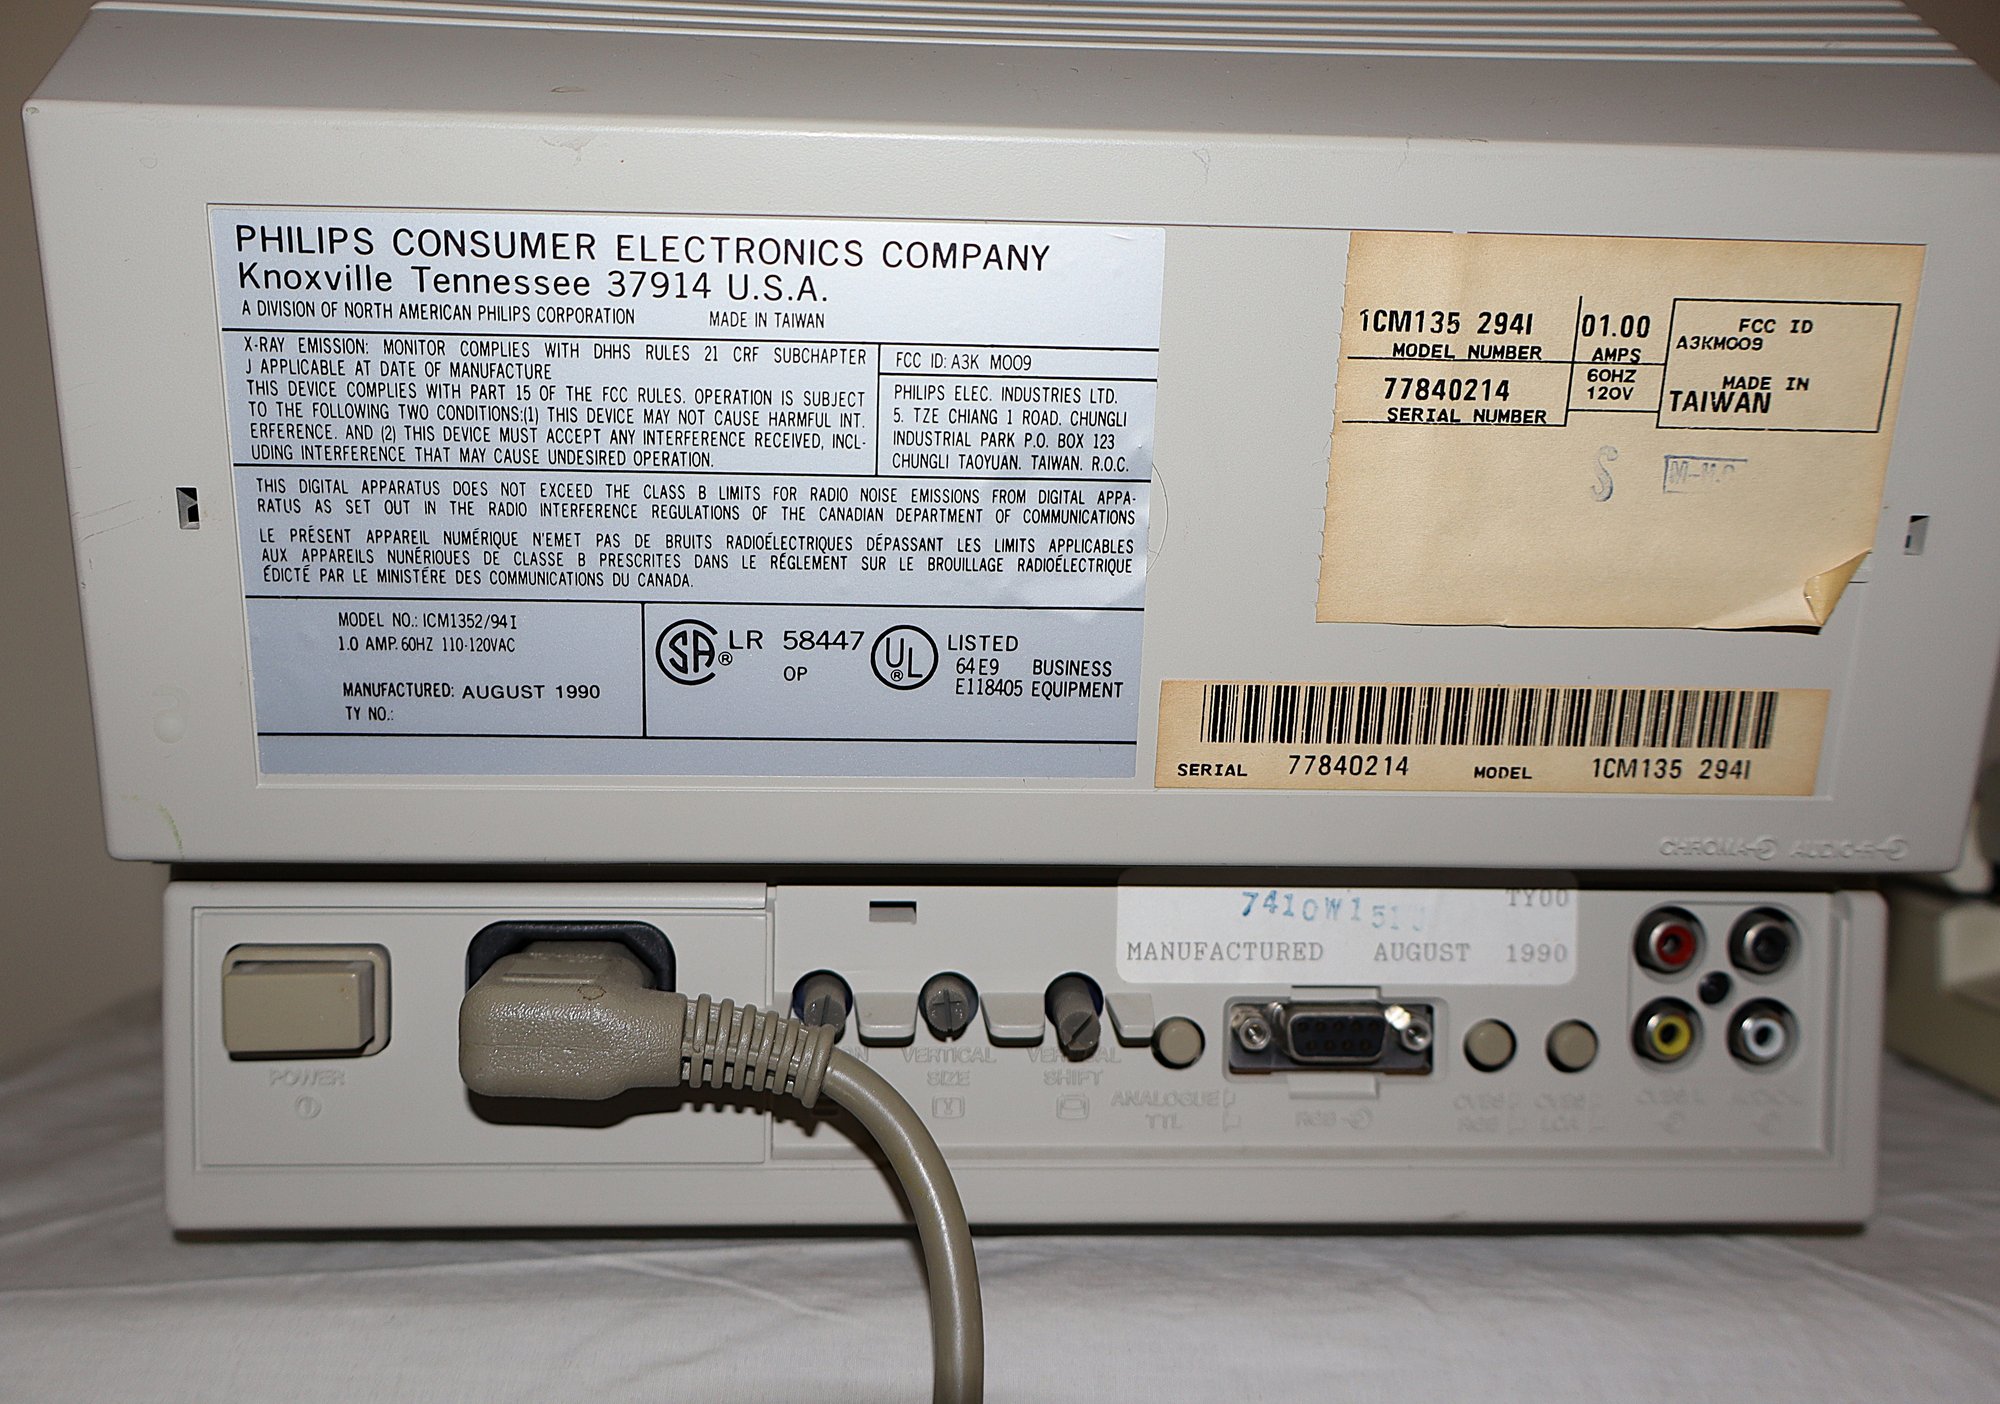 PHILIPS CONSUMER ELECTRONICS COMPANY
Knoxville Tennessee 37914 U.S.A.
A DIVISION OF NORTH AMERICAN PHILIPS CORPORATION MADE IN TAIWAN
X-RAY EMISSION: MONITOR COMPLIES WITH DHHS RULES 21 CRF SUBCHAPTER
J APPLICABLE AT DATE OF MANUFACTURE
THIS DEVICE COMPLIES WITH PART 15 OF THE FCC RULES. OPERATION IS SUBJECT
TO THE FOLLOWING TWO CONDITIONS:(1) THIS DEVICE MAY NOT CAUSE HARMFUL INT.
ERFERENCE. AND (2) THIS DEVICE MUST ACCEPT ANY INTERFERENCE RECEIVED, INCL-
UDING INTERFERENCE THAT MAY CAUSE UNDESIRED OPERATION.
FCC ID: A3K M009
PHILIPS ELEC. INDUSTRIES LTD.
5. TZE CHIANG 1 ROAD. CHUNGLI
INDUSTRIAL PARK P.O. BOX 123
CHUNGLI TAOYUAN. TAIWAN. R.O.C.
THIS DIGITAL APPARATUS DOES NOT EXCEED THE CLASS B LIMITS FOR RADIO NOISE EMISSIONS FROM DIGITAL APPA-
RATUS AS SET OUT IN THE RADIO INTERFERENCE REGULATIONS OF THE CANADIAN DEPARTMENT OF COMMUNICATIONS
LE PRÉSENT APPAREIL NUMÉRIQUE N'EMET PAS DE BRUITS RADIOÉLECTRIQUES DÉPASSANT LES LIMITS APPLICABLES
AUX APPAREILS NUNÉRIQUES DE CLASSE B PRESCRITES DANS LE RÉGLEMENT SUR LE BROUILLAGE RADIOÉLECTRIQUE
ÉDICTÉ PAR LE MINISTÉRE DES COMMUNICATIONS DU CANADA.
MODEL NO.: ICM1352/94I
1.0 AMP. 60HZ 110-120VAC
MANUFACTURED: AUGUST 1990
TY NO.:
SA ® LR 58447
OP
UL ® LISTED
64E9 BUSINESS
E118405 EQUIPMENT
1CM135 294I
MODEL NUMBER
77840214
SERIAL NUMBER
01.00
AMPS
60HZ
120V
FCC ID
A3KM009
MADE IN
TAIWAN
S
SERIAL 77840214 MODEL 1CM135 294I
CHROMA AUDIO-R
7410W151 TY00
MANUFACTURED AUGUST 1990
POWER
VERTICAL
SIZE
VERTICAL
SHIFT
ANALOGUE
TTL
RGB